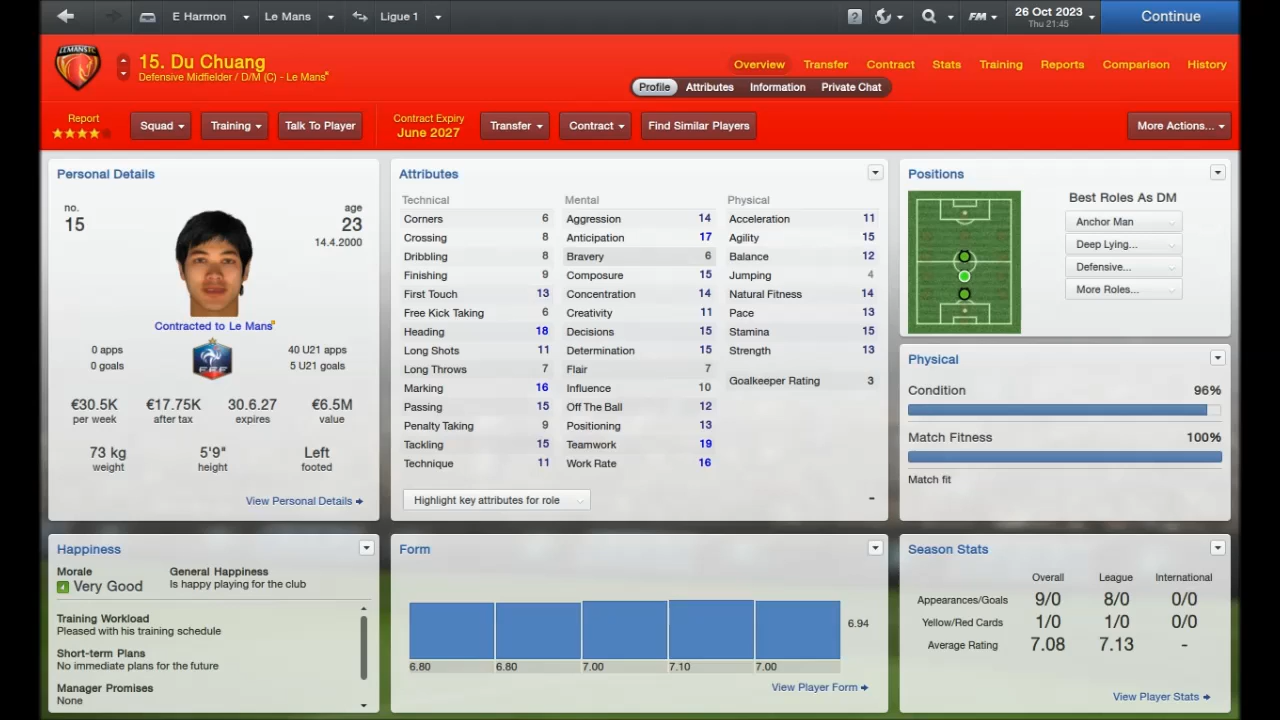 E Harmon
Le Mans
Ligue 1
?
FM
26 Oct 2023
Thu 21:45
Continue
LE MANS FC
15. Du Chuang
Defensive Midfielder / D/M (C) - Le Mans
Overview Transfer Contract Stats Training Reports Comparison History
Profile Attributes Information Private Chat
Report
Squad
Training
Talk To Player
Contract Expiry
June 2027
Transfer
Contract
Find Similar Players
More Actions...
Personal Details
no.
15
age
23
14.4.2000
Contracted to Le Mans
0 apps
0 goals
FFF
40 U21 apps
5 U21 goals
€30.5K
per week
€17.75K
after tax
30.6.27
expires
€6.5M
value
73 kg
weight
5'9"
height
Left
footed
View Personal Details
Attributes
Technical
Corners 6
Crossing 8
Dribbling 8
Finishing 9
First Touch 13
Free Kick Taking 6
Heading 18
Long Shots 11
Long Throws 7
Marking 16
Passing 15
Penalty Taking 9
Tackling 15
Technique 11
Mental
Aggression 14
Anticipation 17
Bravery 6
Composure 15
Concentration 14
Creativity 11
Decisions 15
Determination 15
Flair 7
Influence 10
Off The Ball 12
Positioning 13
Teamwork 19
Work Rate 16
Physical
Acceleration 11
Agility 15
Balance 12
Jumping 4
Natural Fitness 14
Pace 13
Stamina 15
Strength 13
Goalkeeper Rating 3
Highlight key attributes for role
-
Positions
Best Roles As DM
Anchor Man
Deep Lying...
Defensive...
More Roles...
Physical
Condition 96%
Match Fitness 100%
Match fit
Happiness
Morale
Very Good
General Happiness
Is happy playing for the club
Training Workload
Pleased with his training schedule
Short-term Plans
No immediate plans for the future
Manager Promises
None
Form
6.94
6.80 6.80 7.00 7.10 7.00
View Player Form
Season Stats
Overall League International
Appearances/Goals 9/0 8/0 0/0
Yellow/Red Cards 1/0 1/0 0/0
Average Rating 7.08 7.13 -
View Player Stats